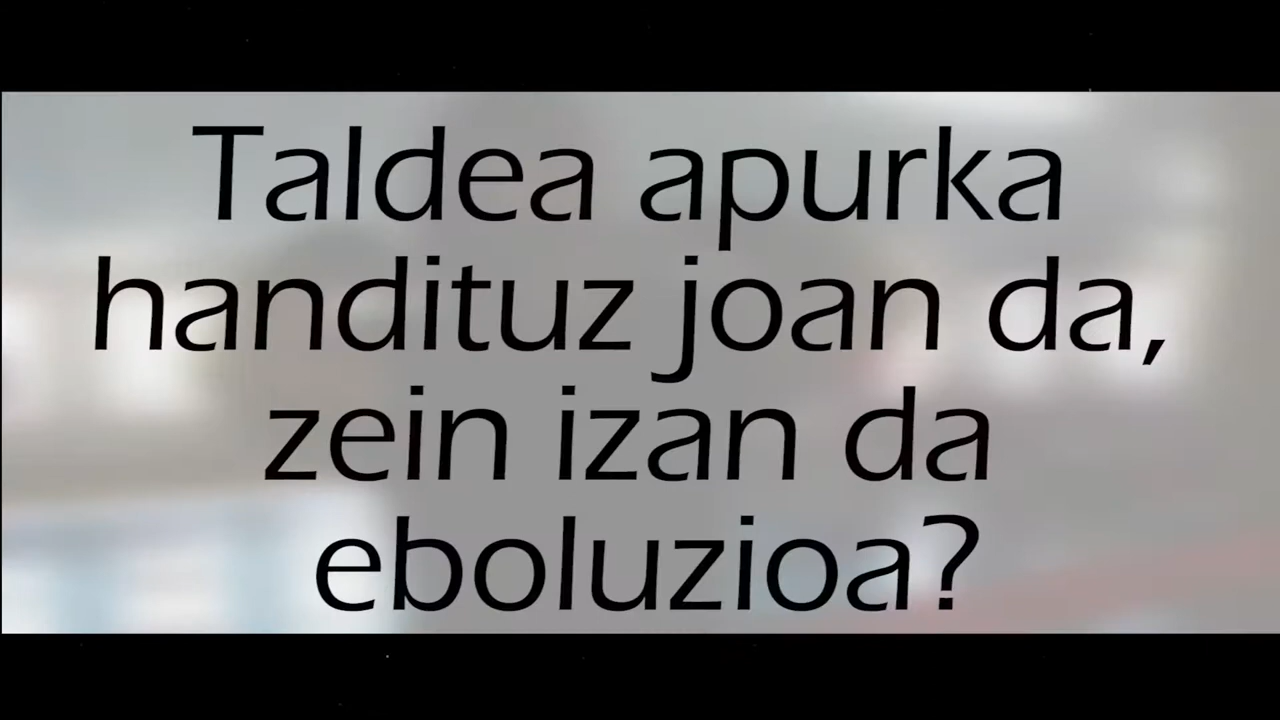 Taldea apurka
handituz joan da,
zein izan da
eboluzioa?